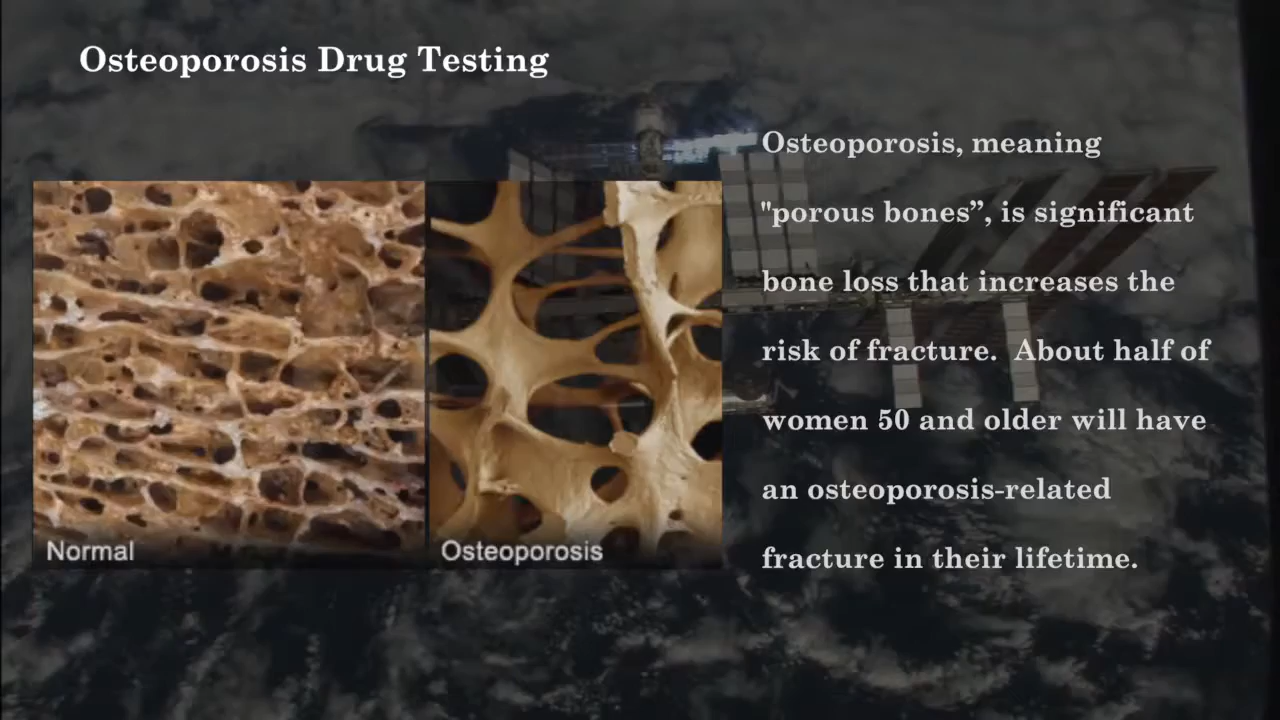 Osteoporosis Drug Testing
Osteoporosis, meaning
"porous bones”, is significant
bone loss that increases the
risk of fracture.  About half of
women 50 and older will have
an osteoporosis-related
fracture in their lifetime.
Normal
Osteoporosis